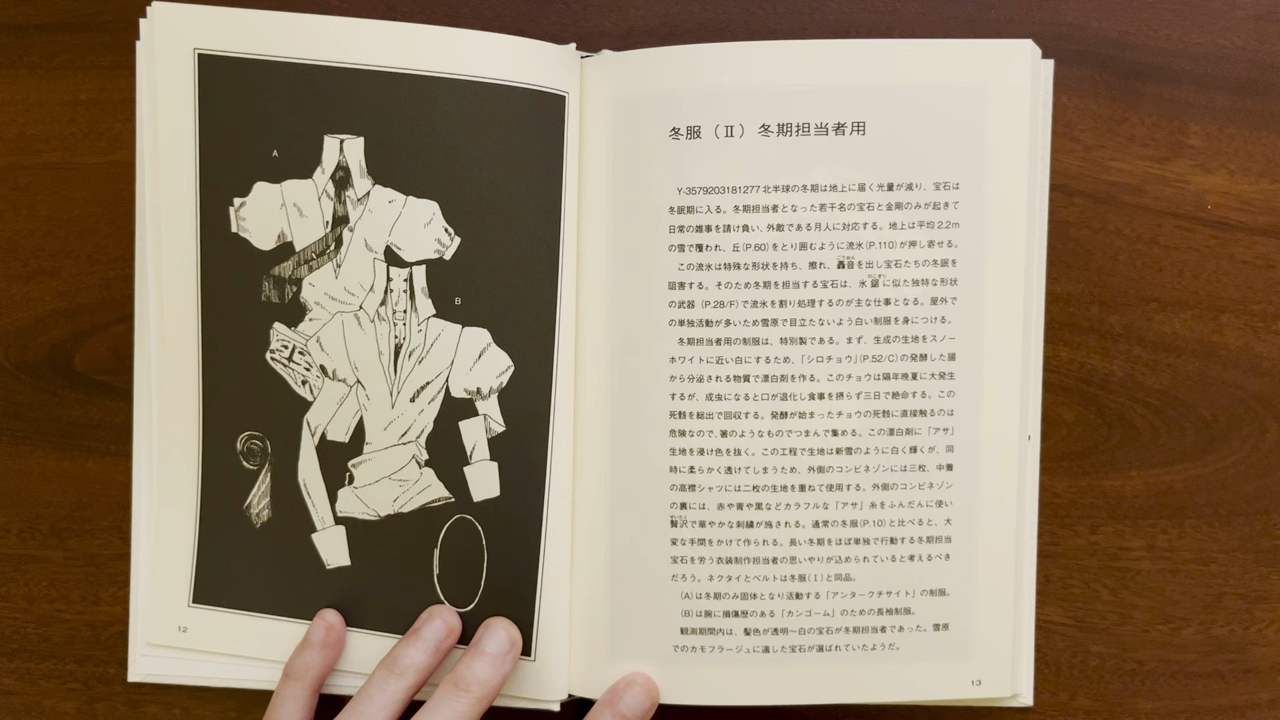 A
B
12
冬服（Ⅱ）冬期担当者用
Y-3579203181277北半球の冬期は地上に届く光量が減り、宝石は
冬眠期に入る。冬期担当者となった若干名の宝石と金剛のみが起きて
日常の雑事を請け負い、外敵である月人に対応する。地上は平均2.2m
の雪で覆われ、丘(P.60)をとり囲むように流氷(P.110)が押し寄せる。
この流氷は特殊な形状を持ち、擦れ、轟音を出し宝石たちの冬眠を
阻害する。そのため冬期を担当する宝石は、氷鋸に似た独特な形状
の武器（P.28/F）で流氷を割り処理するのが主な仕事となる。屋外で
の単独活動が多いため雪原で目立たないよう白い制服を身につける。
冬期担当者用の制服は、特別製である。まず、生成の生地をスノー
ホワイトに近い白にするため、「シロチョウ」(P.52/C)の発酵した腸
から分泌される物質で漂白剤を作る。このチョウは隔年晩夏に大発生
するが、成虫になると口が退化し食事を摂らず三日で絶命する。この
死骸を総出で回収する。発酵が始まったチョウの死骸に直接触るのは
危険なので、箸のようなものでつまんで集める。この漂白剤に「アサ」
生地を浸け色を抜く。この工程で生地は新雪のように白く輝くが、同
時に柔らかく透けてしまうため、外側のコンビネゾンには三枚、中着
の高襟シャツには二枚の生地を重ねて使用する。外側のコンビネゾン
の裏には、赤や青や黒などカラフルな「アサ」糸をふんだんに使い
贅沢で華やかな刺繍が施される。通常の冬服(P.10)と比べると、大
変な手間をかけて作られる。長い冬期をほぼ単独で行動する冬期担当
宝石を労う衣装制作担当者の思いやりが込められていると考えるべき
だろう。ネクタイとベルトは冬服(Ⅰ)と同品。
(A)は冬期のみ固体となり活動する「アンタークチサイト」の制服。
(B)は腕に損傷歴のある「カンゴーム」のための長袖制服。
観測期間内は、髪色が透明〜白の宝石が冬期担当者であった。雪原
でのカモフラージュに適した宝石が選ばれていたようだ。
13